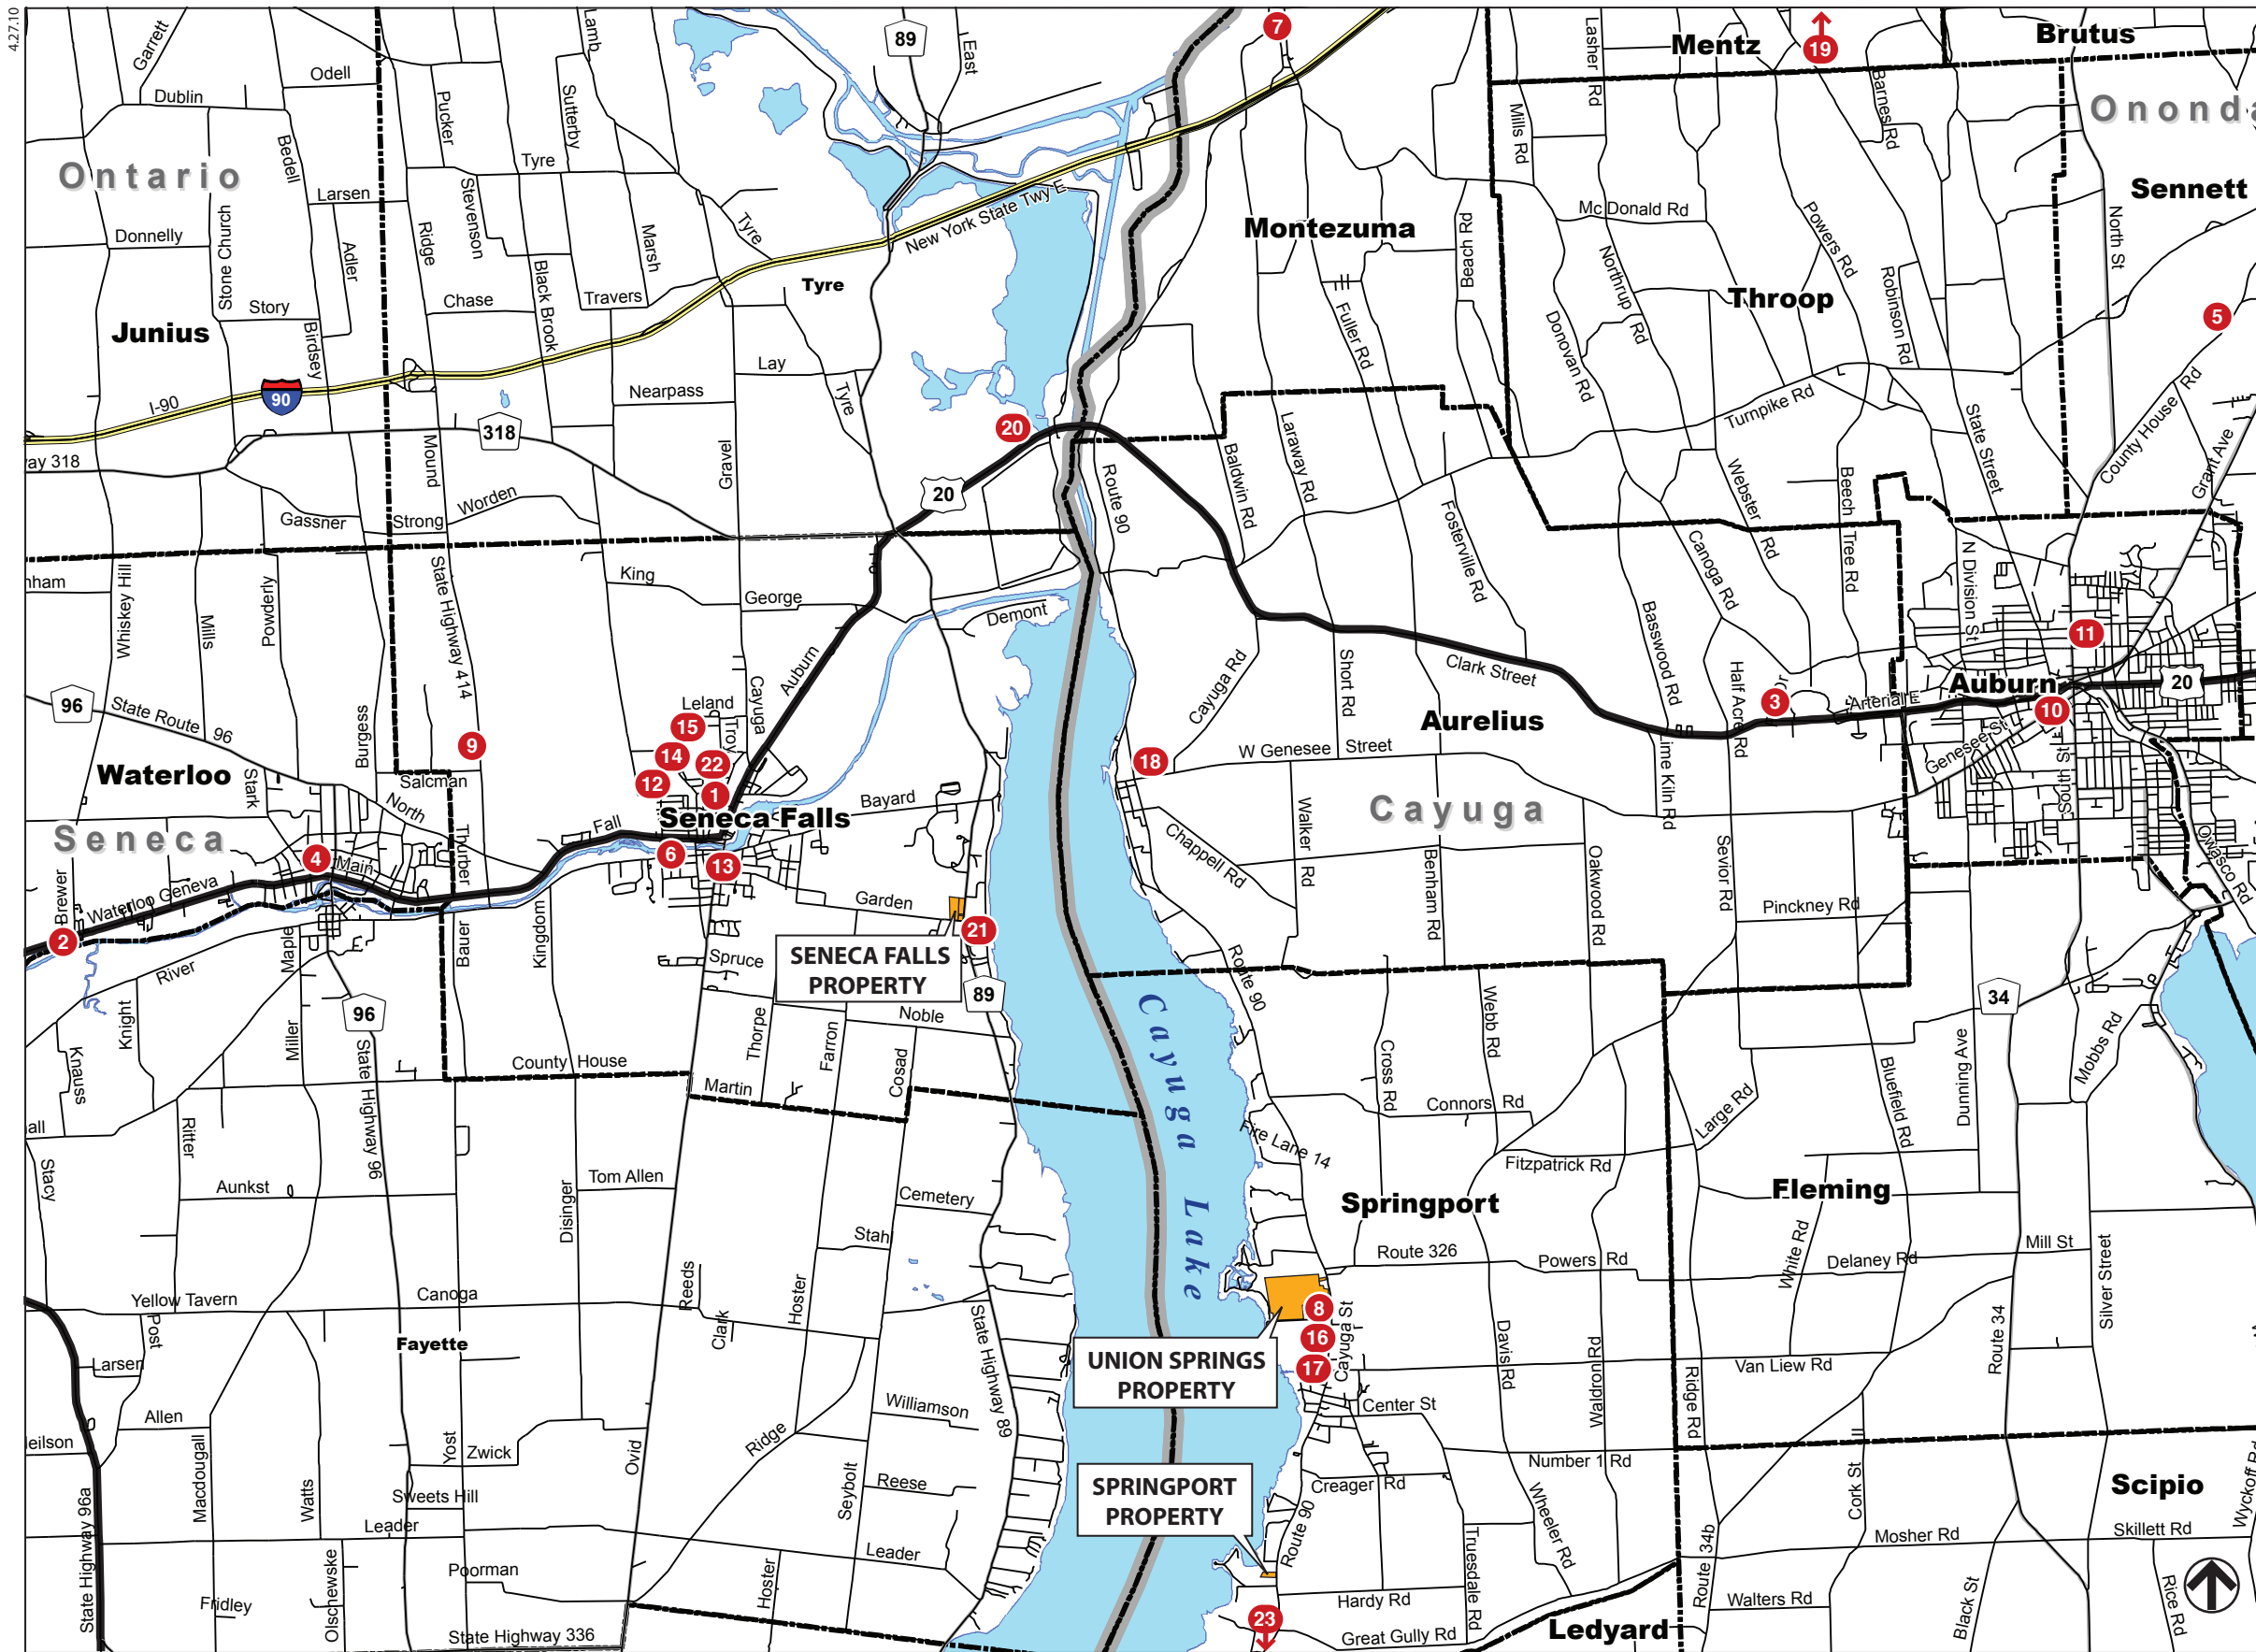 4.27.10
Garrett
Lamb
89
East
7
Lasher Rd
Mentz
19
Brutus
Odell
Dublin
Pucker
Sutterby
Mills Rd
Barnes Rd
Ononda
Ontario
Bedell
Tyre
Larsen
Stevenson
New York State Twy E
Sennett
Stone Church
Donnelly
Adler
Ridge
Marsh
Tyre
Montezuma
Beach Rd
Mc Donald Rd
Powers Rd
North St
Tyre
Story
Chase
Black Brook
Travers
Northrup Rd
Throop
Robinson Rd
5
Junius
Birdsey
Fuller Rd
Donovan Rd
I-90
90
Nearpass
Lay
Tyre
Turnpike Rd
County House Rd
318
Mound
20
Laraway Rd
State Street
Grant Ave
ay 318
Gravel
Baldwin Rd
Worden
20
Route 90
Webster Rd
Beech Tree Rd
Gassner
Strong
Fosterville Rd
Canoga Rd
N Division St
nham
Whiskey Hill
Mills
Powderly
State Highway 414
King
George
Demont
Basswood Rd
11
Clark Street
Short Rd
Cayuga Rd
Half Acre Rd
96
State Route 96
Burgess
Leland
Troy
Cayuga
Auburn
15
3
Dr
Arterial E
Auburn
20
10
9
14
22
12
1
18
W Genesee Street
Aurelius
Lime Kiln Rd
Genesee St
South St
Waterloo
Stark
Salcman
North
Seneca Falls
Bayard
Cayuga
Seneca
Thurber
Fall
Walker Rd
Chappell Rd
Sevior Rd
Owasco Rd
4
Main
6
13
Benham Rd
Oakwood Rd
Brewer
Waterloo Geneva
Garden
Pinckney Rd
2
River
Maple
Bauer
Kingdom
Spruce
21
SENECA FALLS
PROPERTY
89
Route 90
34
Knight
Miller
96
Noble
Cayuga Lake
Webb Rd
Knauss
State Highway 96
County House
Thorpe
Farron
Cosad
Cross Rd
Mobbs Rd
Martin
Connors Rd
Large Rd
Bluefield Rd
Dunning Ave
all
Ritter
Fire Lane 14
Fitzpatrick Rd
Stacy
Aunkst
Disinger
Tom Allen
Cemetery
Springport
Fleming
Stahl
Route 326
Powers Rd
White Rd
Delaney Rd
Mill St
Silver Street
Yellow Tavern
Canoga
Reeds
Hoster
State Highway 89
8
Post
Fayette
Clark
16
Cayuga St
Davis Rd
Waldron Rd
Route 34
Larsen
UNION SPRINGS
PROPERTY
17
Van Liew Rd
Ridge Rd
Allen
Williamson
Center St
eilson
Macdougall
Yost
Zwick
Ovid
Ridge
Number 1 Rd
Seybolt
Reese
SPRINGPORT
PROPERTY
Creager Rd
Wheeler Rd
Cork St
Scipio
Wyckoff Rd
State Highway 96a
Watts
Sweets Hill
Leader
Route 90
Truesdale Rd
Route 34b
Mosher Rd
Skillett Rd
Olschewske
Poorman
Hoster
Leader
Fridley
Hardy Rd
Walters Rd
Black St
Rice Rd
23
State Highway 336
Great Gully Rd
Ledyard